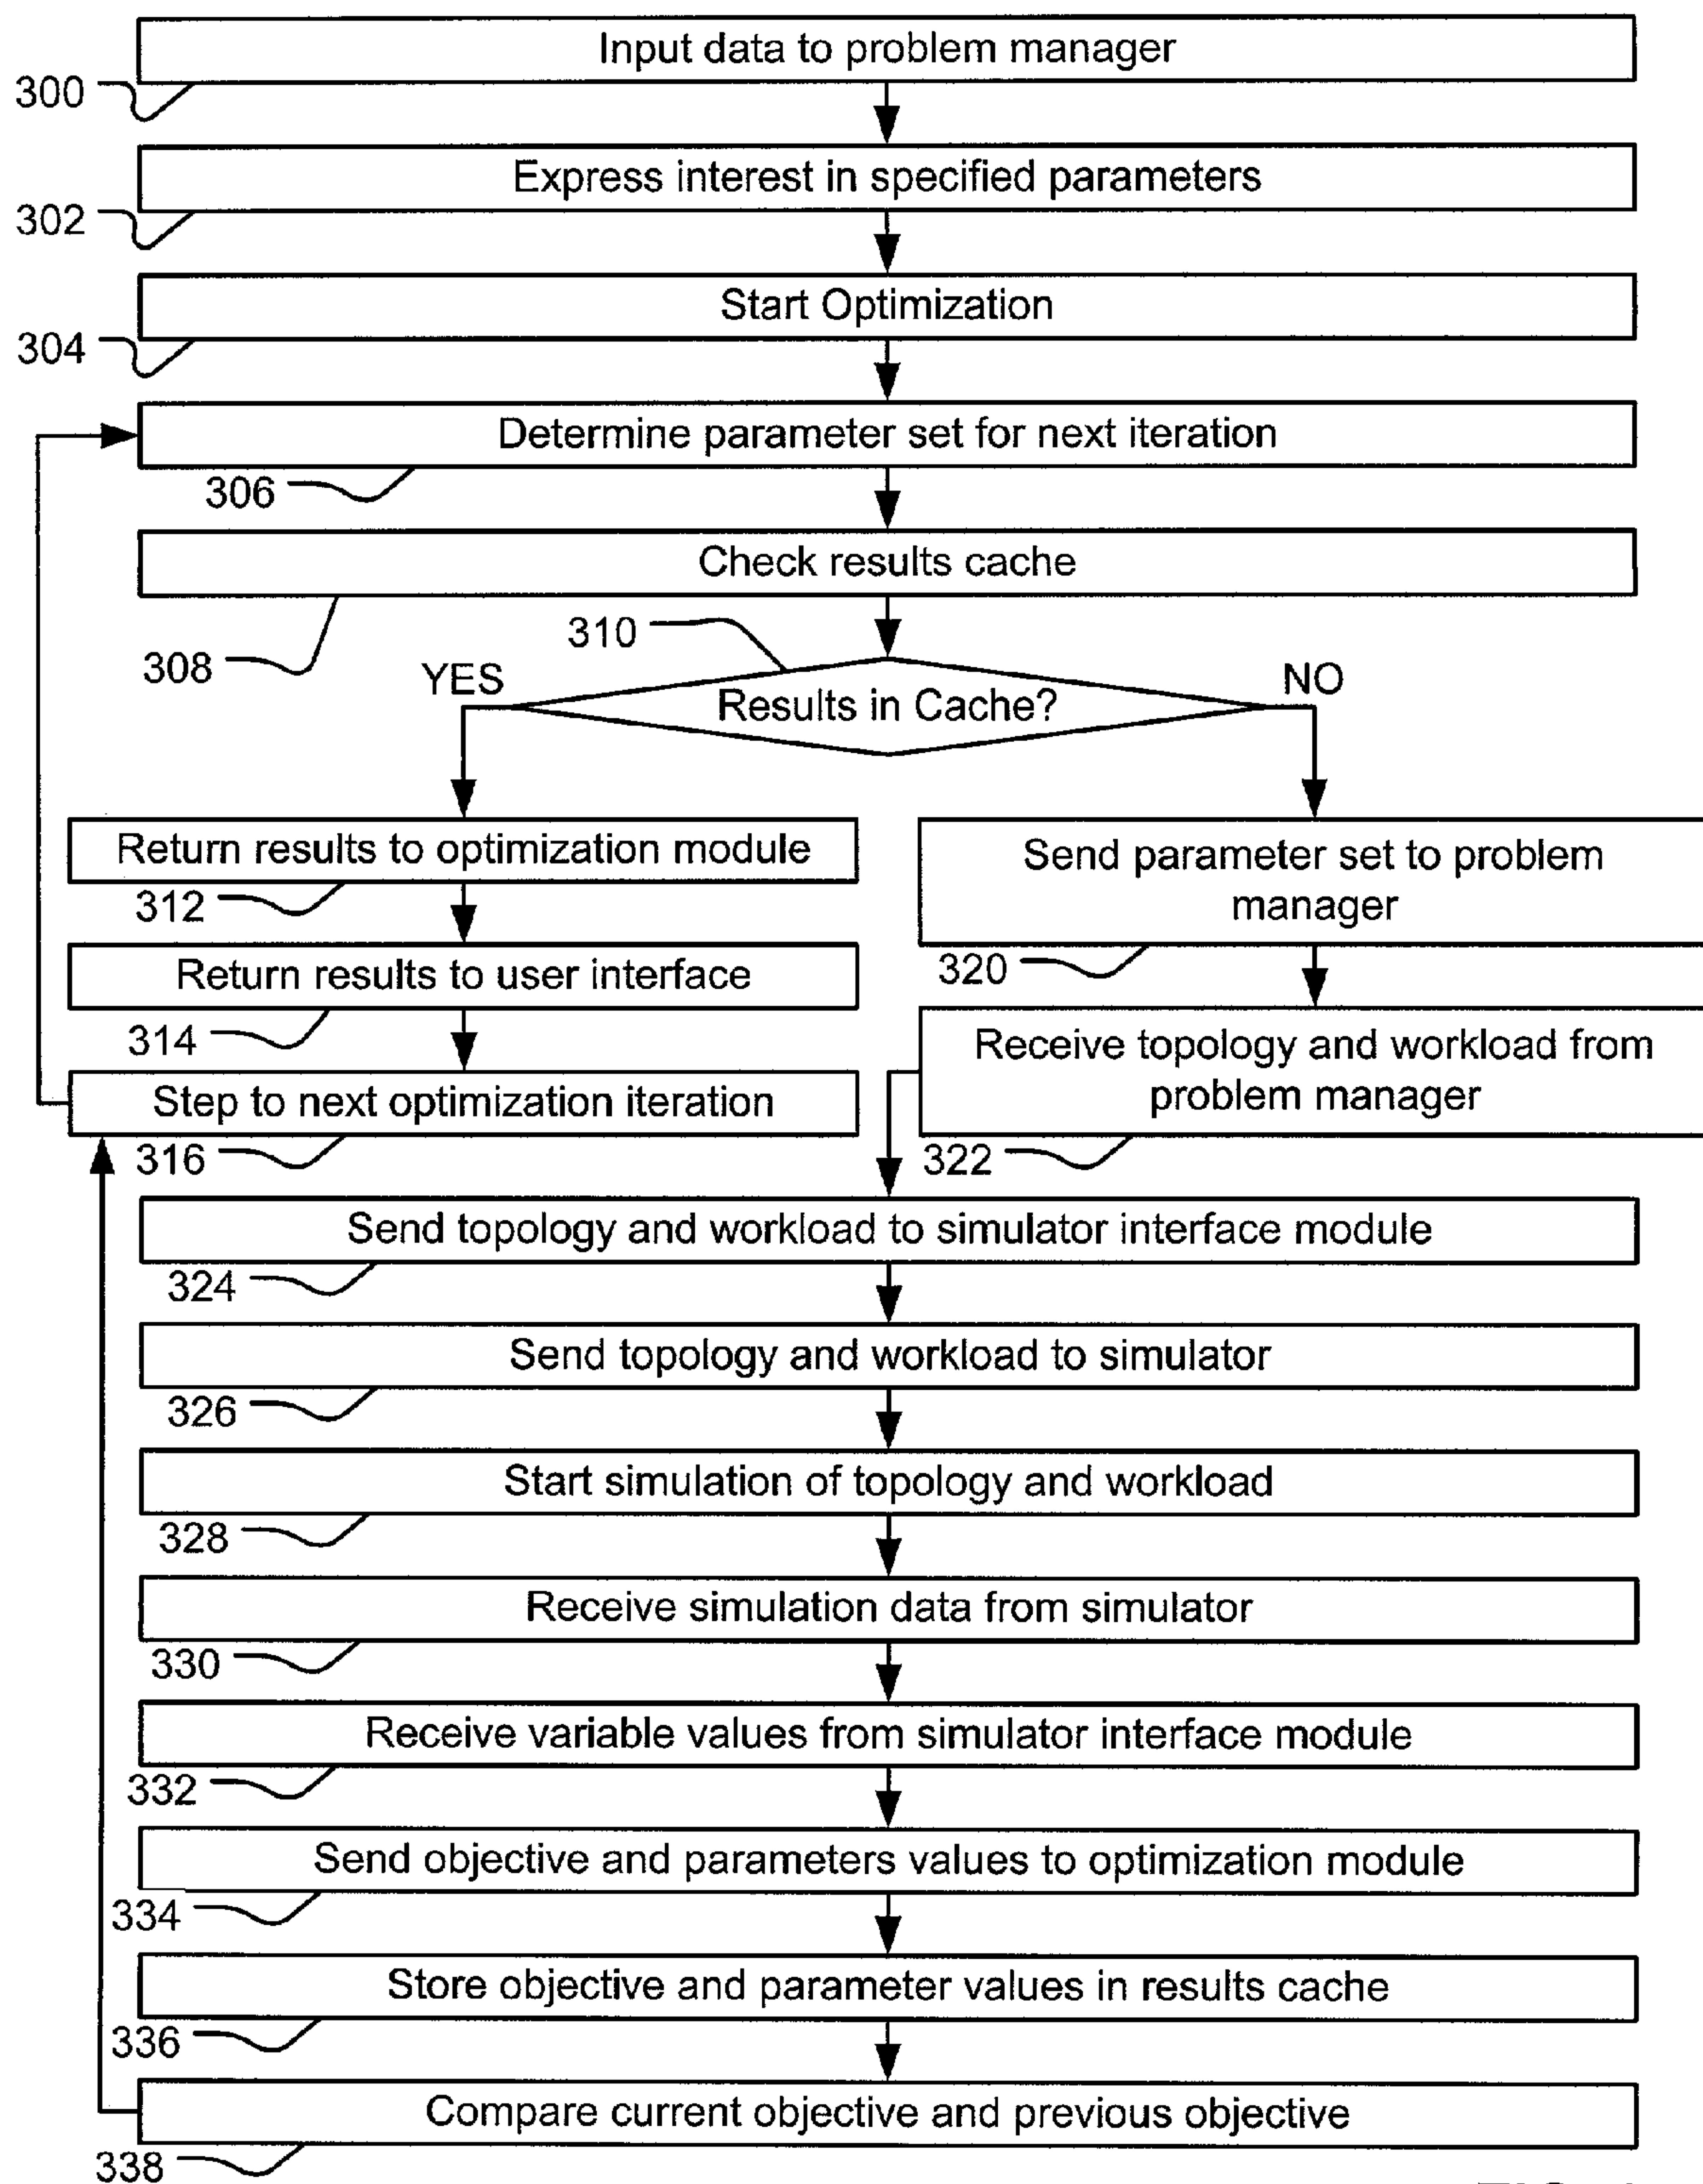 Input data to problem manager
300
Express interest in specified parameters
302
Start Optimization
304
Determine parameter set for next iteration
306
Check results cache
308
310
YES
Results in Cache?
NO
Return results to optimization module
312
Send parameter set to problem
manager
320
Return results to user interface
314
Receive topology and workload from
problem manager
322
Step to next optimization iteration
316
Send topology and workload to simulator interface module
324
Send topology and workload to simulator
326
Start simulation of topology and workload
328
Receive simulation data from simulator
330
Receive variable values from simulator interface module
332
Send objective and parameters values to optimization module
334
Store objective and parameter values in results cache
336
Compare current objective and previous objective
338